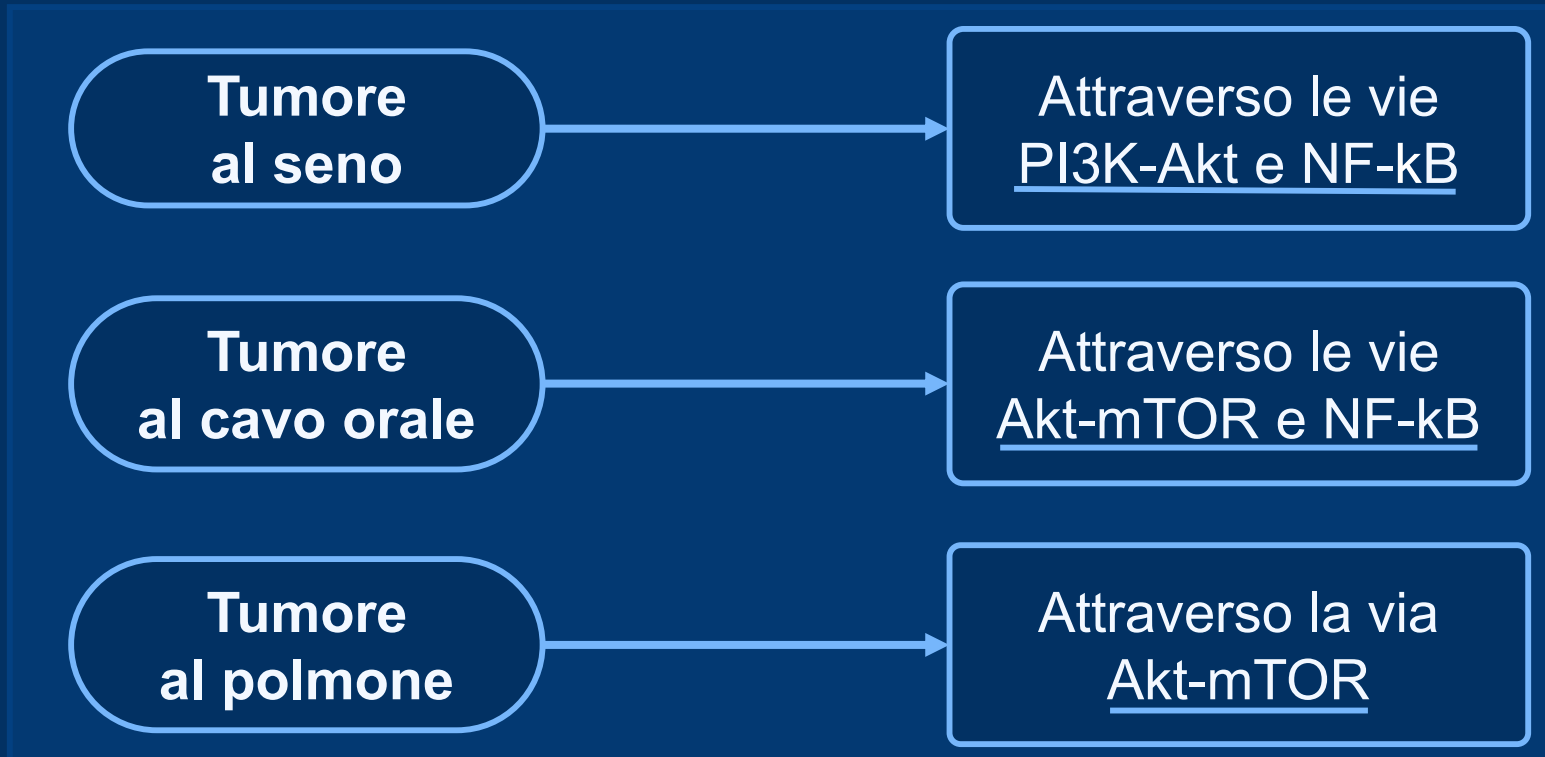 Tumore
al seno
Attraverso le vie
PI3K-Akt e NF-kB
Tumore
al cavo orale
Attraverso le vie
Akt-mTOR e NF-kB
Tumore
al polmone
Attraverso la via
Akt-mTOR